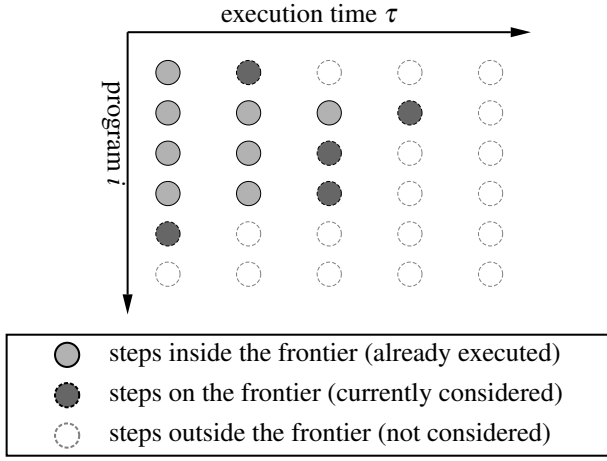 execution time τ
program i
steps inside the frontier (already executed)
steps on the frontier (currently considered)
steps outside the frontier (not considered)